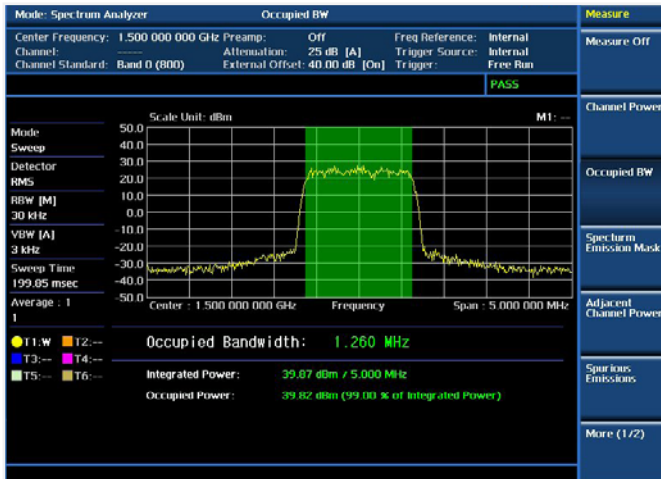 Mode: Spectrum Analyzer Occupied BW
Center Frequency: 1.500 000 000 GHz Preamp: Off Freq Reference: Internal
Channel: ----- Attenuation: 25 dB [A] Trigger Source: Internal
Channel Standard: Band 0 (800) External Offset: 40.00 dB [On] Trigger: Free Run
PASS
Mode
Sweep
Detector
RMS
RBW [M]
30 kHz
VBW [A]
3 kHz
Sweep Time
199.85 msec
Average : 1
1
T1:W T2:--
T3:-- T4:--
T5:-- T6:--
Scale Unit: dBm M1: --
50.0
40.0
30.0
20.0
10.0
0.0
-10.0
-20.0
-30.0
-40.0
-50.0
Center : 1.500 000 000 GHz Frequency Span : 5.000 000 MHz
Occupied Bandwidth: 1.260 MHz
Integrated Power: 39.87 dBm / 5.000 MHz
Occupied Power: 39.82 dBm (99.00 % of Integrated Power)
Measure
Measure Off
Channel Power
Occupied BW
Specturm
Emission Mask
Adjacent
Channel Power
Spurious
Emissions
More (1/2)